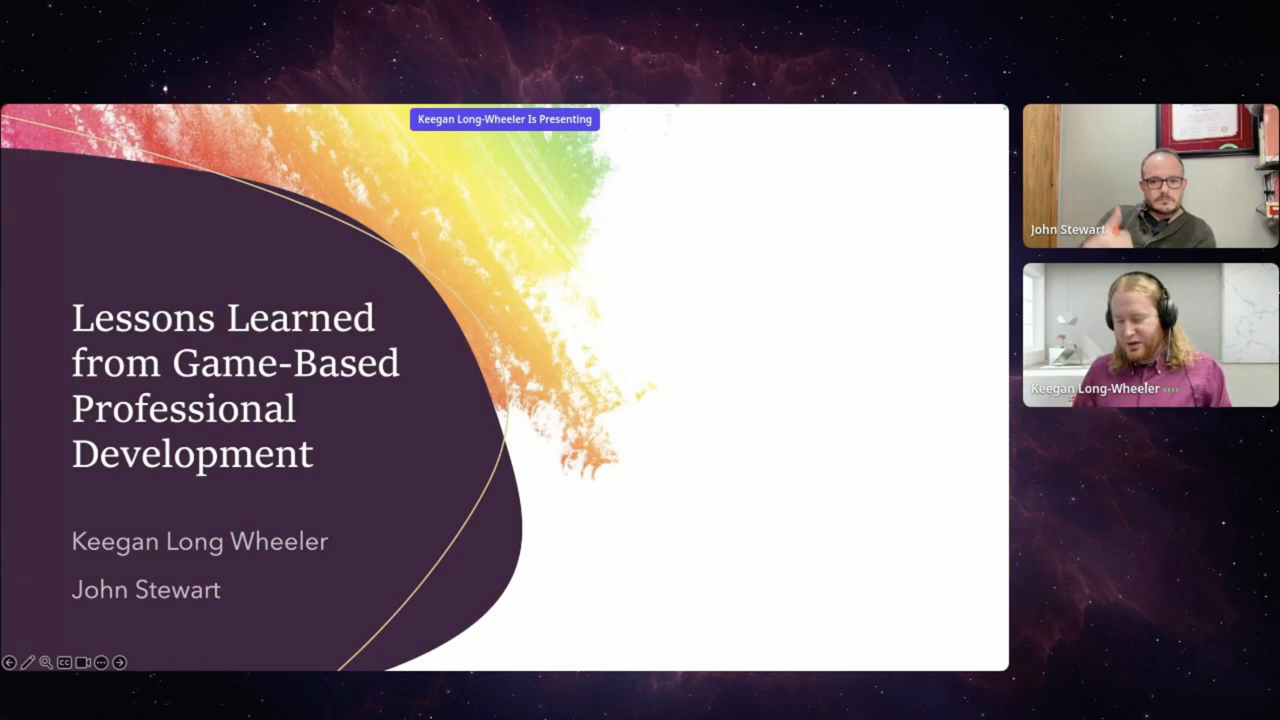 Keegan Long-Wheeler Is Presenting
Lessons Learned
from Game-Based
Professional
Development
Keegan Long Wheeler
John Stewart
CC
John Stewart
Keegan Long-Wheeler